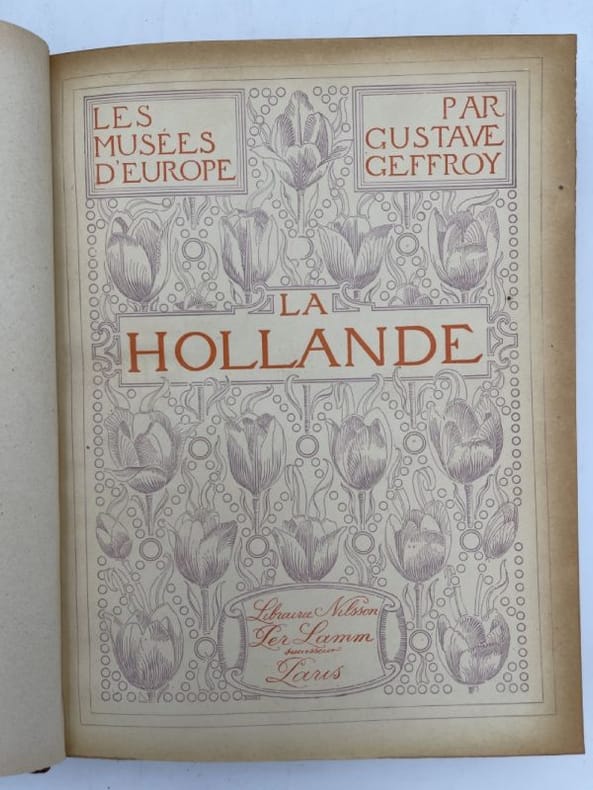 LES
MUSÉES
D'EUROPE
PAR
GUSTAVE
GEFFROY
LA
HOLLANDE
Librairie Nilsson
Per Lamm
successeur
Paris